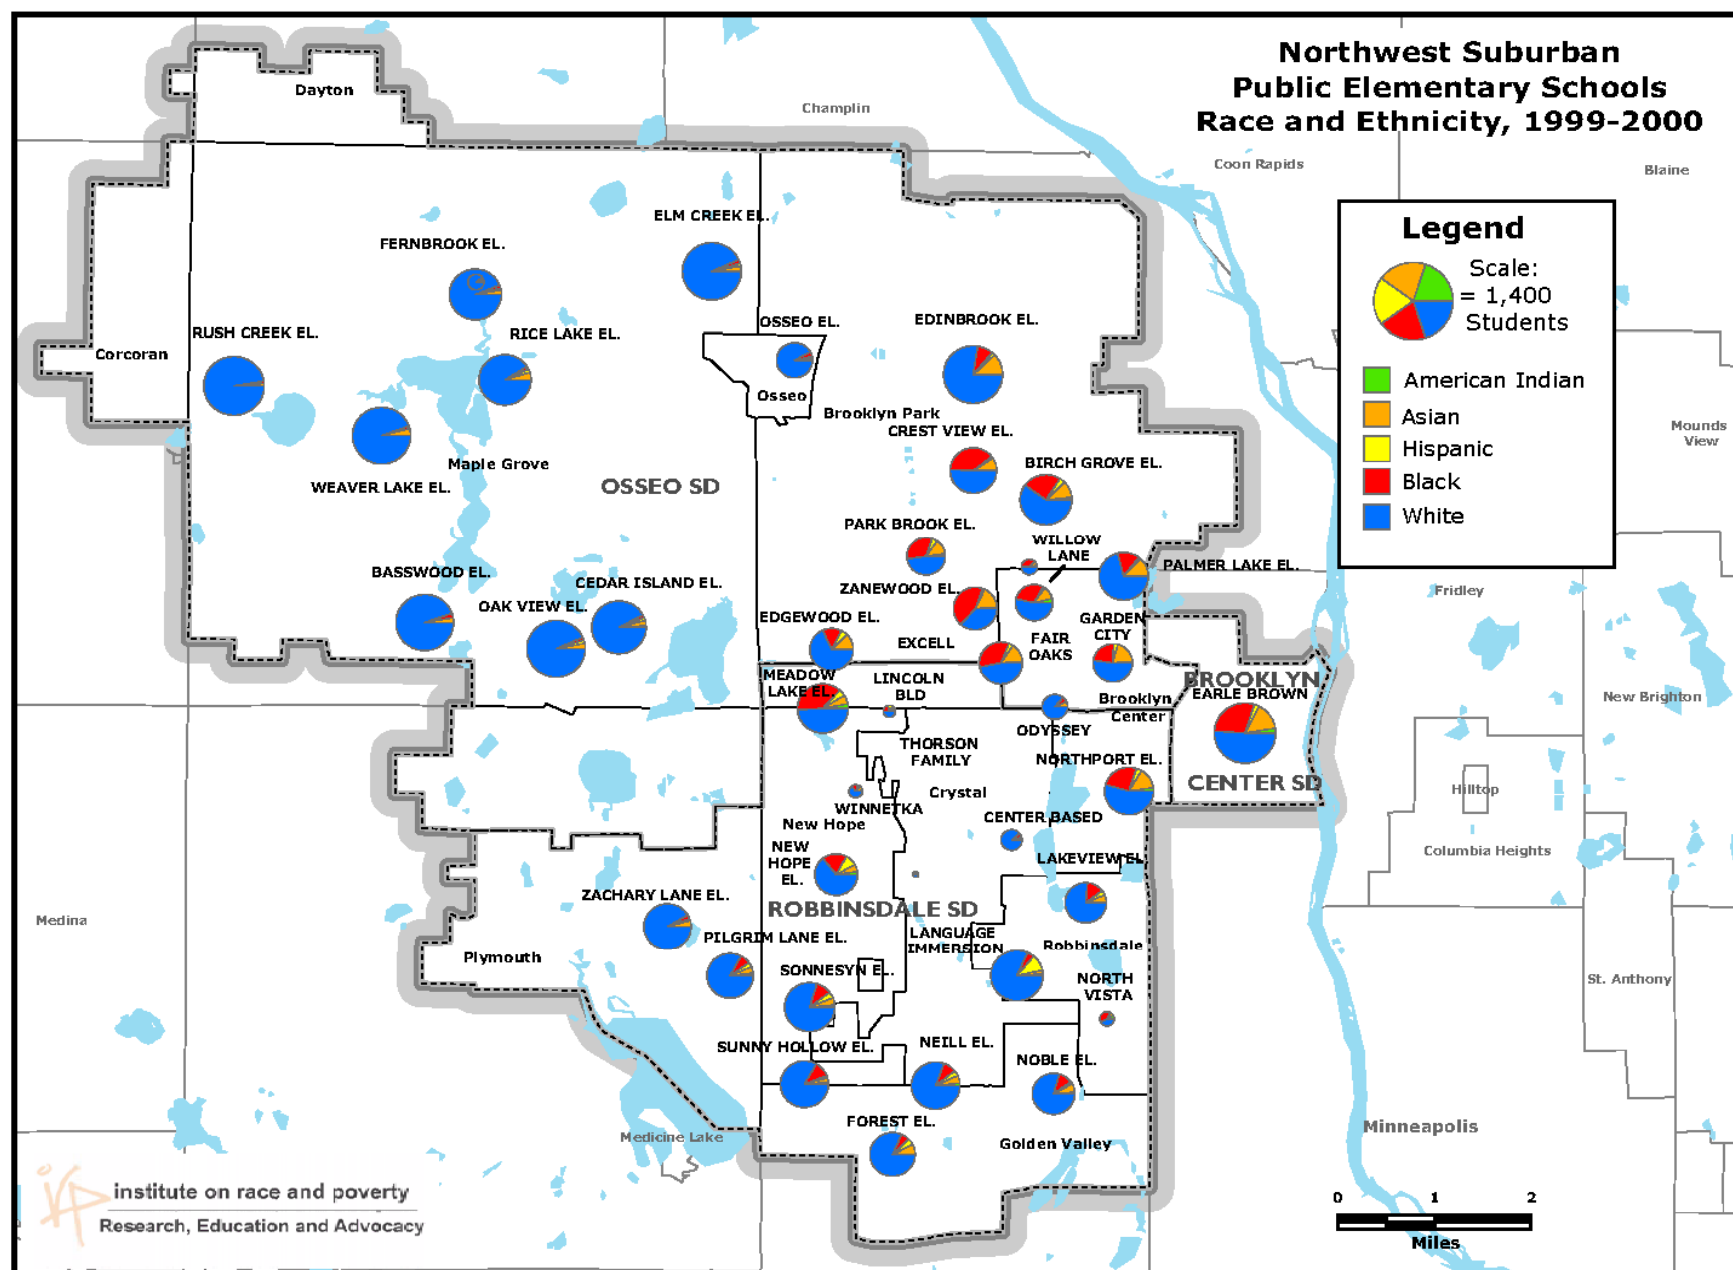 Northwest Suburban
Public Elementary Schools
Race and Ethnicity, 1999-2000
Dayton
Champlin
Coon Rapids
Blaine
Legend
Scale:
= 1,400
Students
American Indian
Asian
Hispanic
Black
White
ELM CREEK EL.
FERNBROOK EL.
RUSH CREEK EL.
RICE LAKE EL.
OSSEO EL.
EDINBROOK EL.
Corcoran
Osseo
Brooklyn Park
CREST VIEW EL.
Mounds
View
Maple Grove
BIRCH GROVE EL.
WEAVER LAKE EL.
OSSEO SD
PARK BROOK EL.
WILLOW
LANE
PALMER LAKE EL.
BASSWOOD EL.
CEDAR ISLAND EL.
ZANEWOOD EL.
Fridley
OAK VIEW EL.
EDGEWOOD EL.
GARDEN
CITY
EXCELL
FAIR
OAKS
MEADOW
LAKE EL.
LINCOLN
BLD
BROOKLYN
EARLE BROWN
Brooklyn
Center
New Brighton
ODYSSEY
THORSON
FAMILY
NORTHPORT EL.
CENTER SD
Crystal
Hilltop
WINNETKA
New Hope
CENTER BASED
NEW
HOPE
EL.
LAKEVIEW EL.
Columbia Heights
ZACHARY LANE EL.
ROBBINSDALE SD
Medina
LANGUAGE
IMMERSION
PILGRIM LANE EL.
Robbinsdale
Plymouth
SONNESYN EL.
NORTH
VISTA
St. Anthony
SUNNY HOLLOW EL.
NEILL EL.
NOBLE EL.
FOREST EL.
Medicine Lake
Golden Valley
Minneapolis
irp
institute on race and poverty
Research, Education and Advocacy
0 1 2
Miles